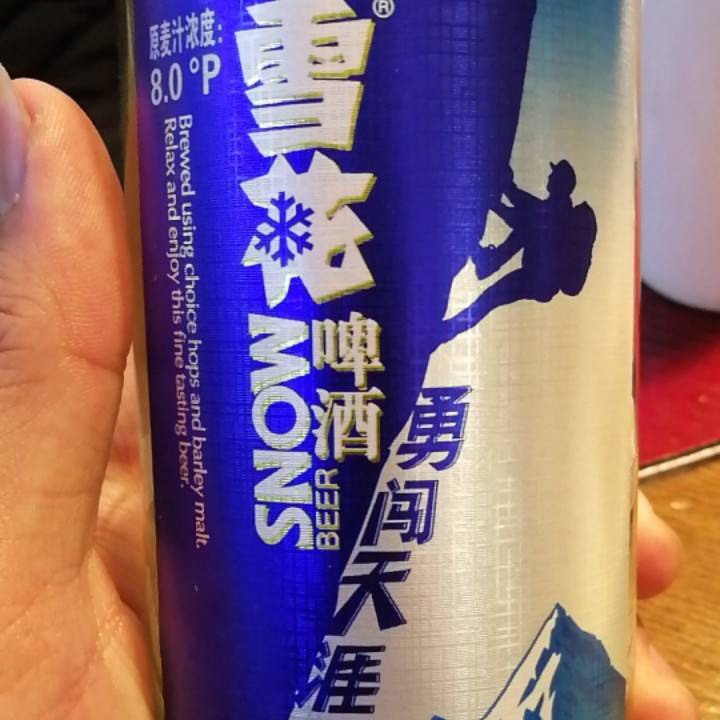 原麦汁浓度:
8.0 °P
Brewed using choice hops and barley malt.
Relax and enjoy this fine tasting beer.
雪花®
啤酒
SNOW
BEER
勇闯天涯